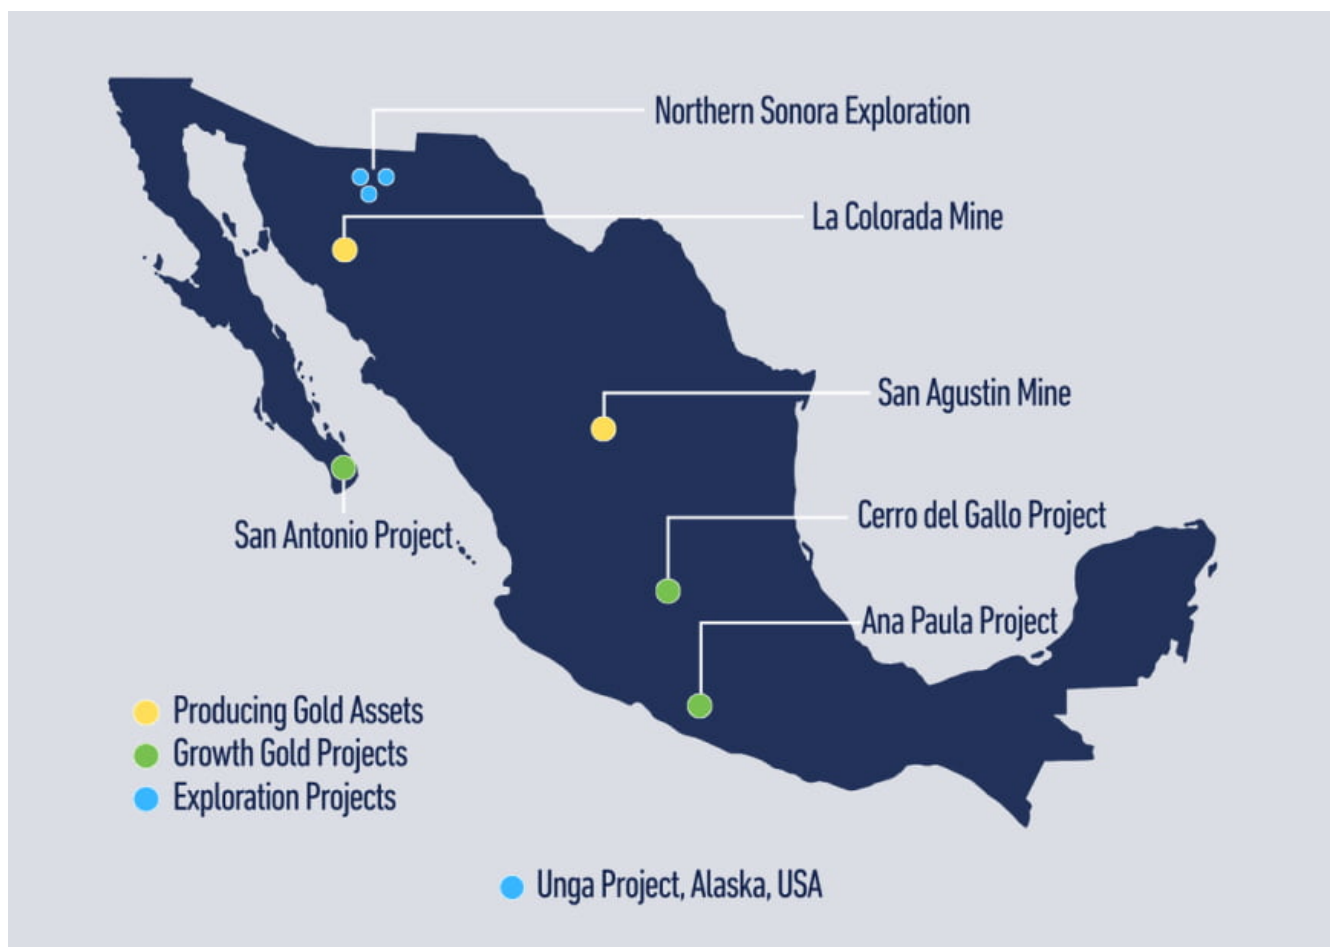 Northern Sonora Exploration
La Colorada Mine
San Agustin Mine
Cerro del Gallo Project
San Antonio Project
Ana Paula Project
Producing Gold Assets
Growth Gold Projects
Exploration Projects
Unga Project, Alaska, USA